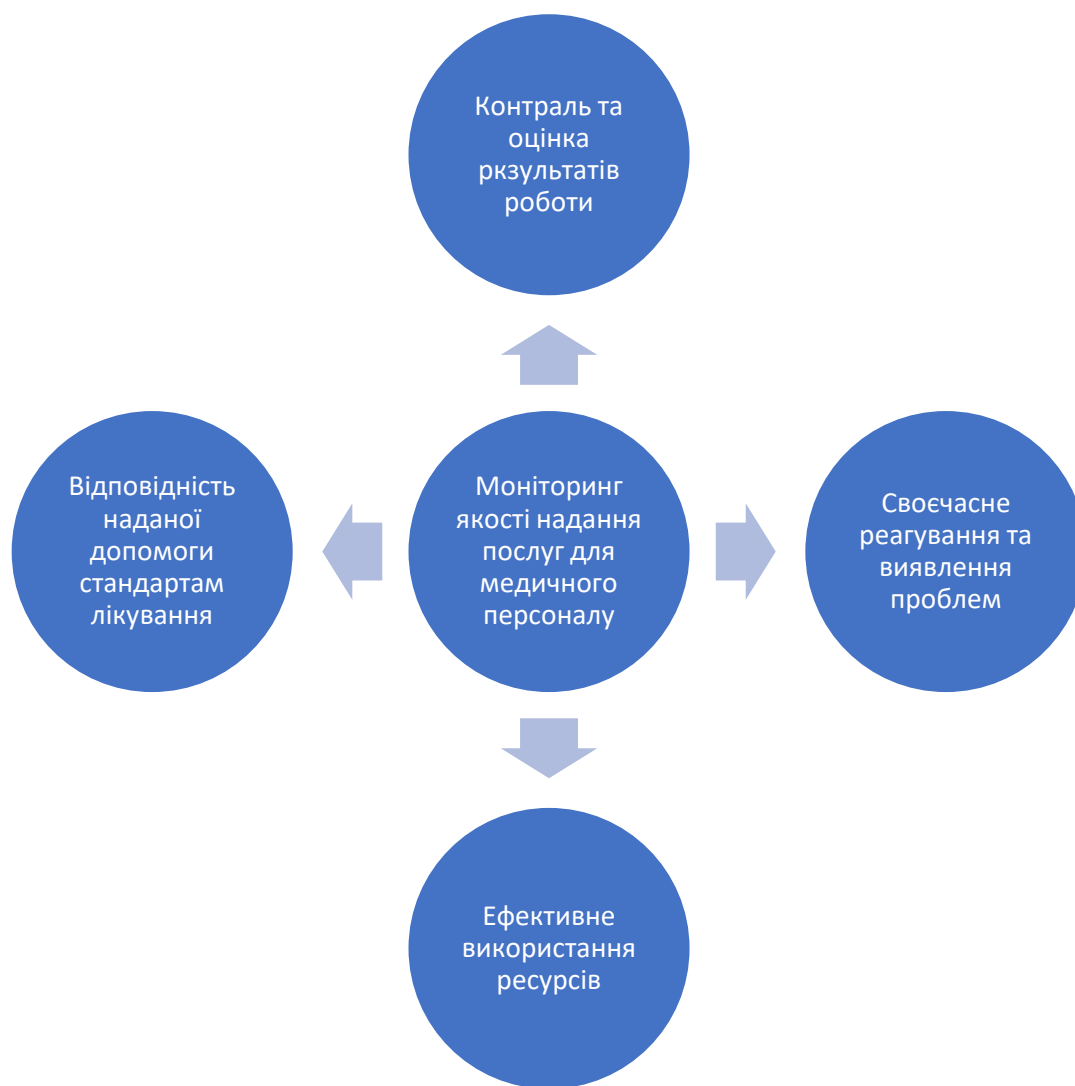 Контраль та
оцінка
ркзультатів
роботи
Відповідність
наданої
допомоги
стандартам
лікування
Моніторинг
якості надання
послуг для
медичного
персоналу
Своєчасне
реагування та
виявлення
проблем
Ефективне
використання
ресурсів